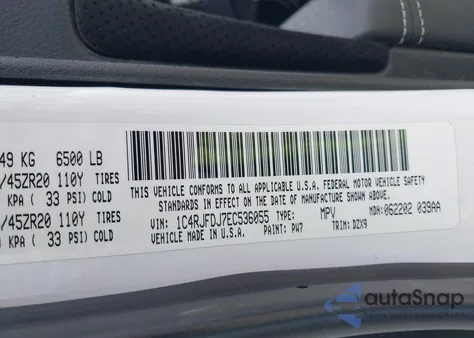 49 KG 6500 LB
/45ZR20 110Y TIRES
KPA ( 33 PSI) COLD
/45ZR20 110Y TIRES
KPA ( 33 PSI) COLD
THIS VEHICLE CONFORMS TO ALL APPLICABLE U.S.A. FEDERAL MOTOR VEHICLE SAFETY
STANDARDS IN EFFECT ON THE DATE OF MANUFACTURE SHOWN ABOVE.
VIN: 1C4RJFDJ7EC536055 MPV MDH: 062202 039AA
VEHICLE MADE IN U.S.A. PAINT: PW7 TRIM: DZX9
autoSnap